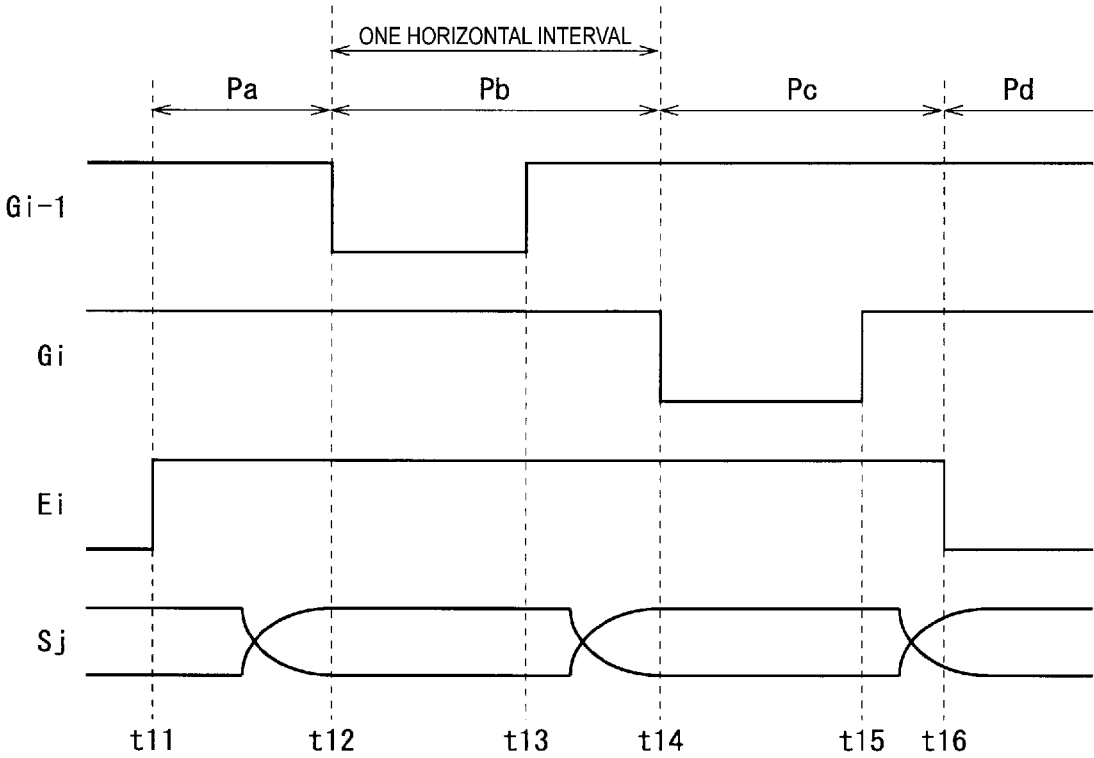 ONE HORIZONTAL INTERVAL
Pa Pb Pc Pd
Gi-1
Gi
Ei
Sj
t11 t12 t13 t14 t15 t16